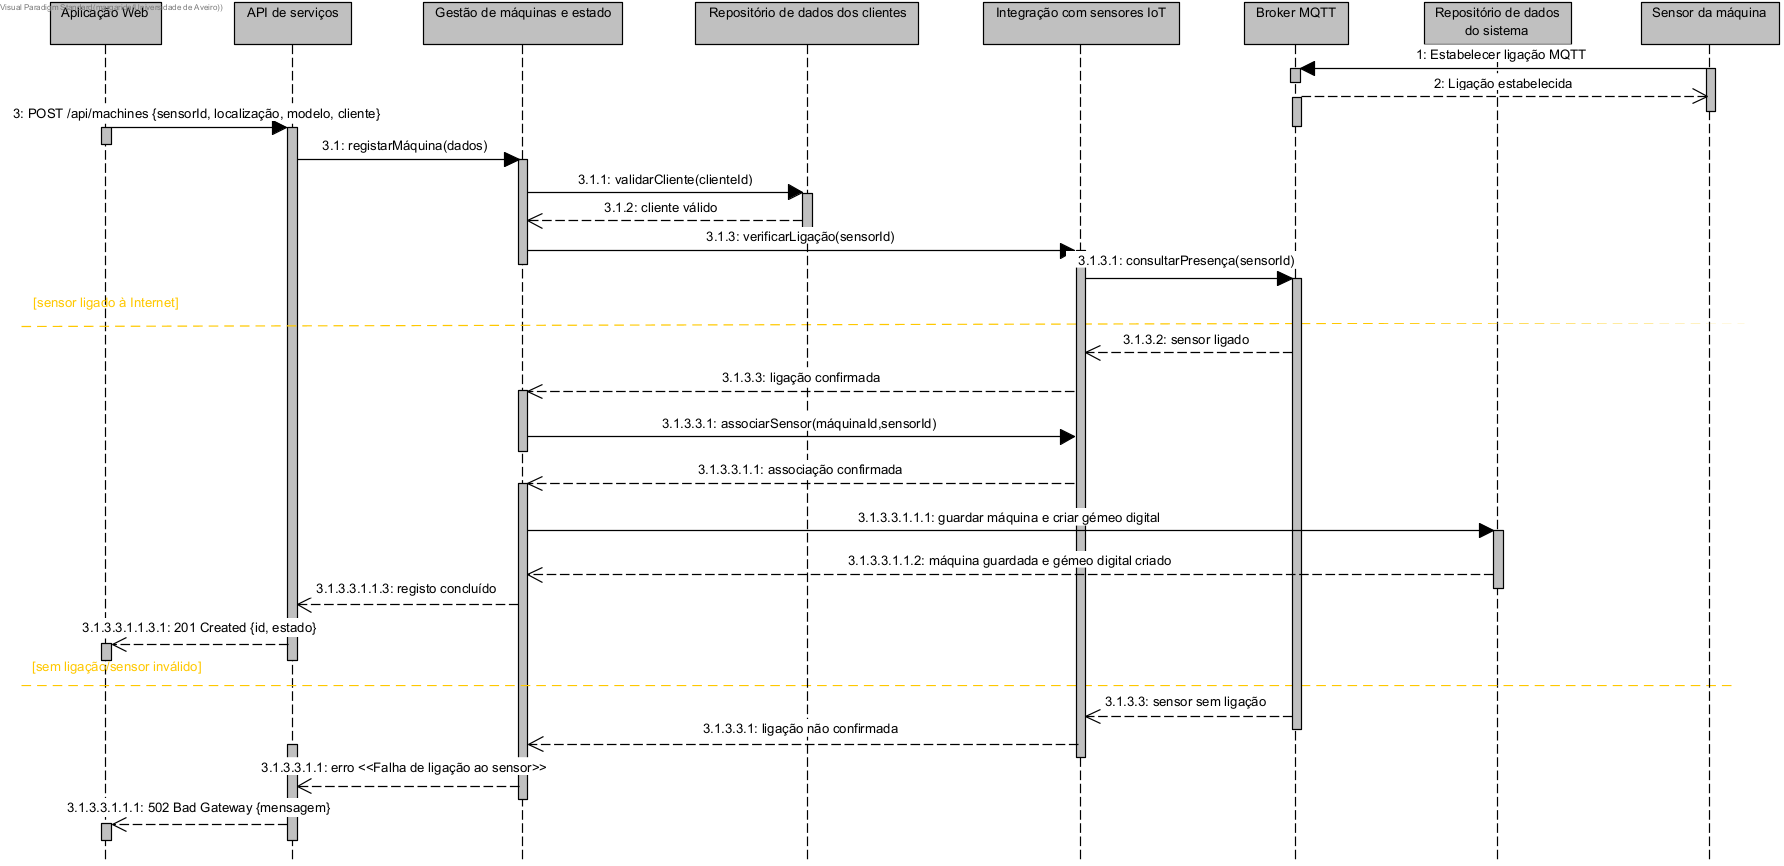 Visual Paradigm Standard(
Universidade de Aveiro))
Aplicação Web
API de serviços
Gestão de máquinas e estado
Repositório de dados dos clientes
Integração com sensores IoT
Broker MQTT
Repositório de dados
do sistema
Sensor da máquina
1: Estabelecer ligação MQTT
2: Ligação estabelecida
3: POST /api/machines {sensorId, localização, modelo, cliente}
3.1: registarMáquina(dados)
3.1.1: validarCliente(clienteId)
3.1.2: cliente válido
3.1.3: verificarLigação(sensorId)
3.1.3.1: consultarPresença(sensorId)
[sensor ligado à Internet]
3.1.3.2: sensor ligado
3.1.3.3: ligação confirmada
3.1.3.3.1: associarSensor(máquinaId,sensorId)
3.1.3.3.1.1: associação confirmada
3.1.3.3.1.1.1: guardar máquina e criar gémeo digital
3.1.3.3.1.1.2: máquina guardada e gémeo digital criado
3.1.3.3.1.1.3: registo concluído
3.1.3.3.1.1.3.1: 201 Created {id, estado}
[sem ligação/sensor inválido]
3.1.3.3: sensor sem ligação
3.1.3.3.1: ligação não confirmada
3.1.3.3.1.1: erro <<Falha de ligação ao sensor>>
3.1.3.3.1.1.1: 502 Bad Gateway {mensagem}